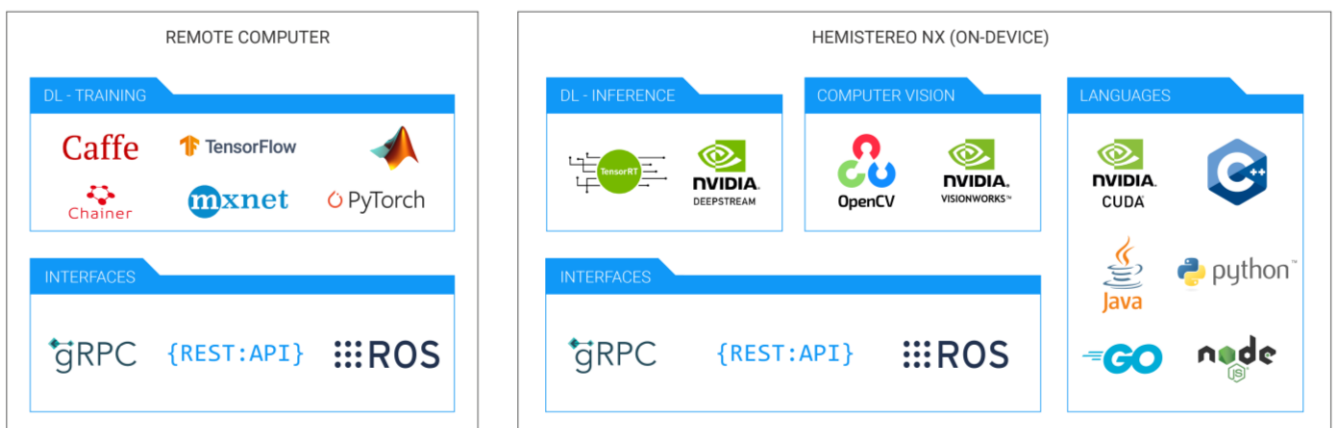 REMOTE COMPUTER
DL - TRAINING
Caffe
TensorFlow
Chainer
mxnet
PyTorch
INTERFACES
gRPC
{REST:API}
ROS
HEMISTEREO NX (ON-DEVICE)
DL - INFERENCE
TensorRT
NVIDIA.
DEEPSTREAM
COMPUTER VISION
OpenCV
NVIDIA.
VISIONWORKS™
INTERFACES
gRPC
{REST:API}
ROS
LANGUAGES
NVIDIA.
CUDA
C++
Java
python™
GO
node
JS